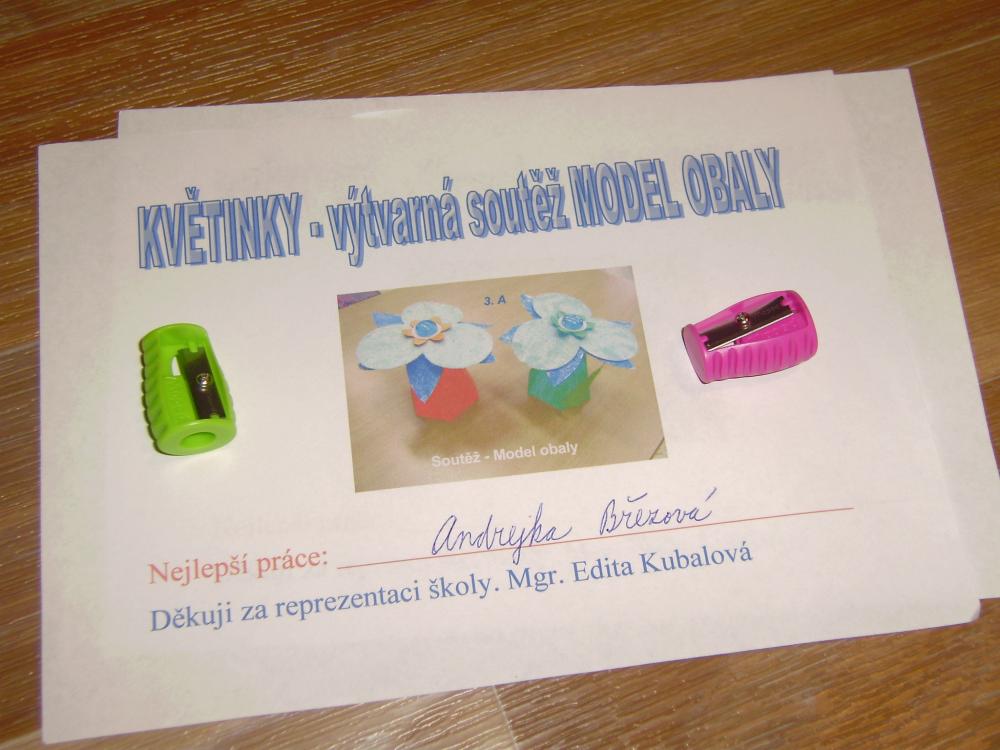 KVĚTINKY - výtvarná soutěž MODEL OBALY
3. A
Soutěž - Model obaly
Nejlepší práce: Andrejka Březová
Děkuji za reprezentaci školy. Mgr. Edita Kubalová